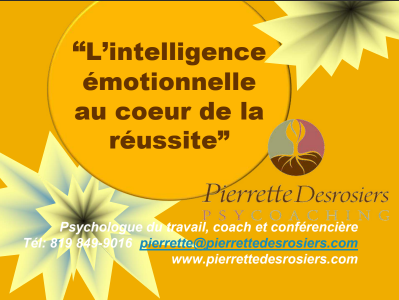 “L’intelligence
émotionnelle
au coeur de la
réussite”
Pierrette Desrosiers
PSYCOACHING
Psychologue du travail, coach et conférencière
Tél: 819 849-9016 pierrette@pierrettedesrosiers.com
www.pierrettedesrosiers.com